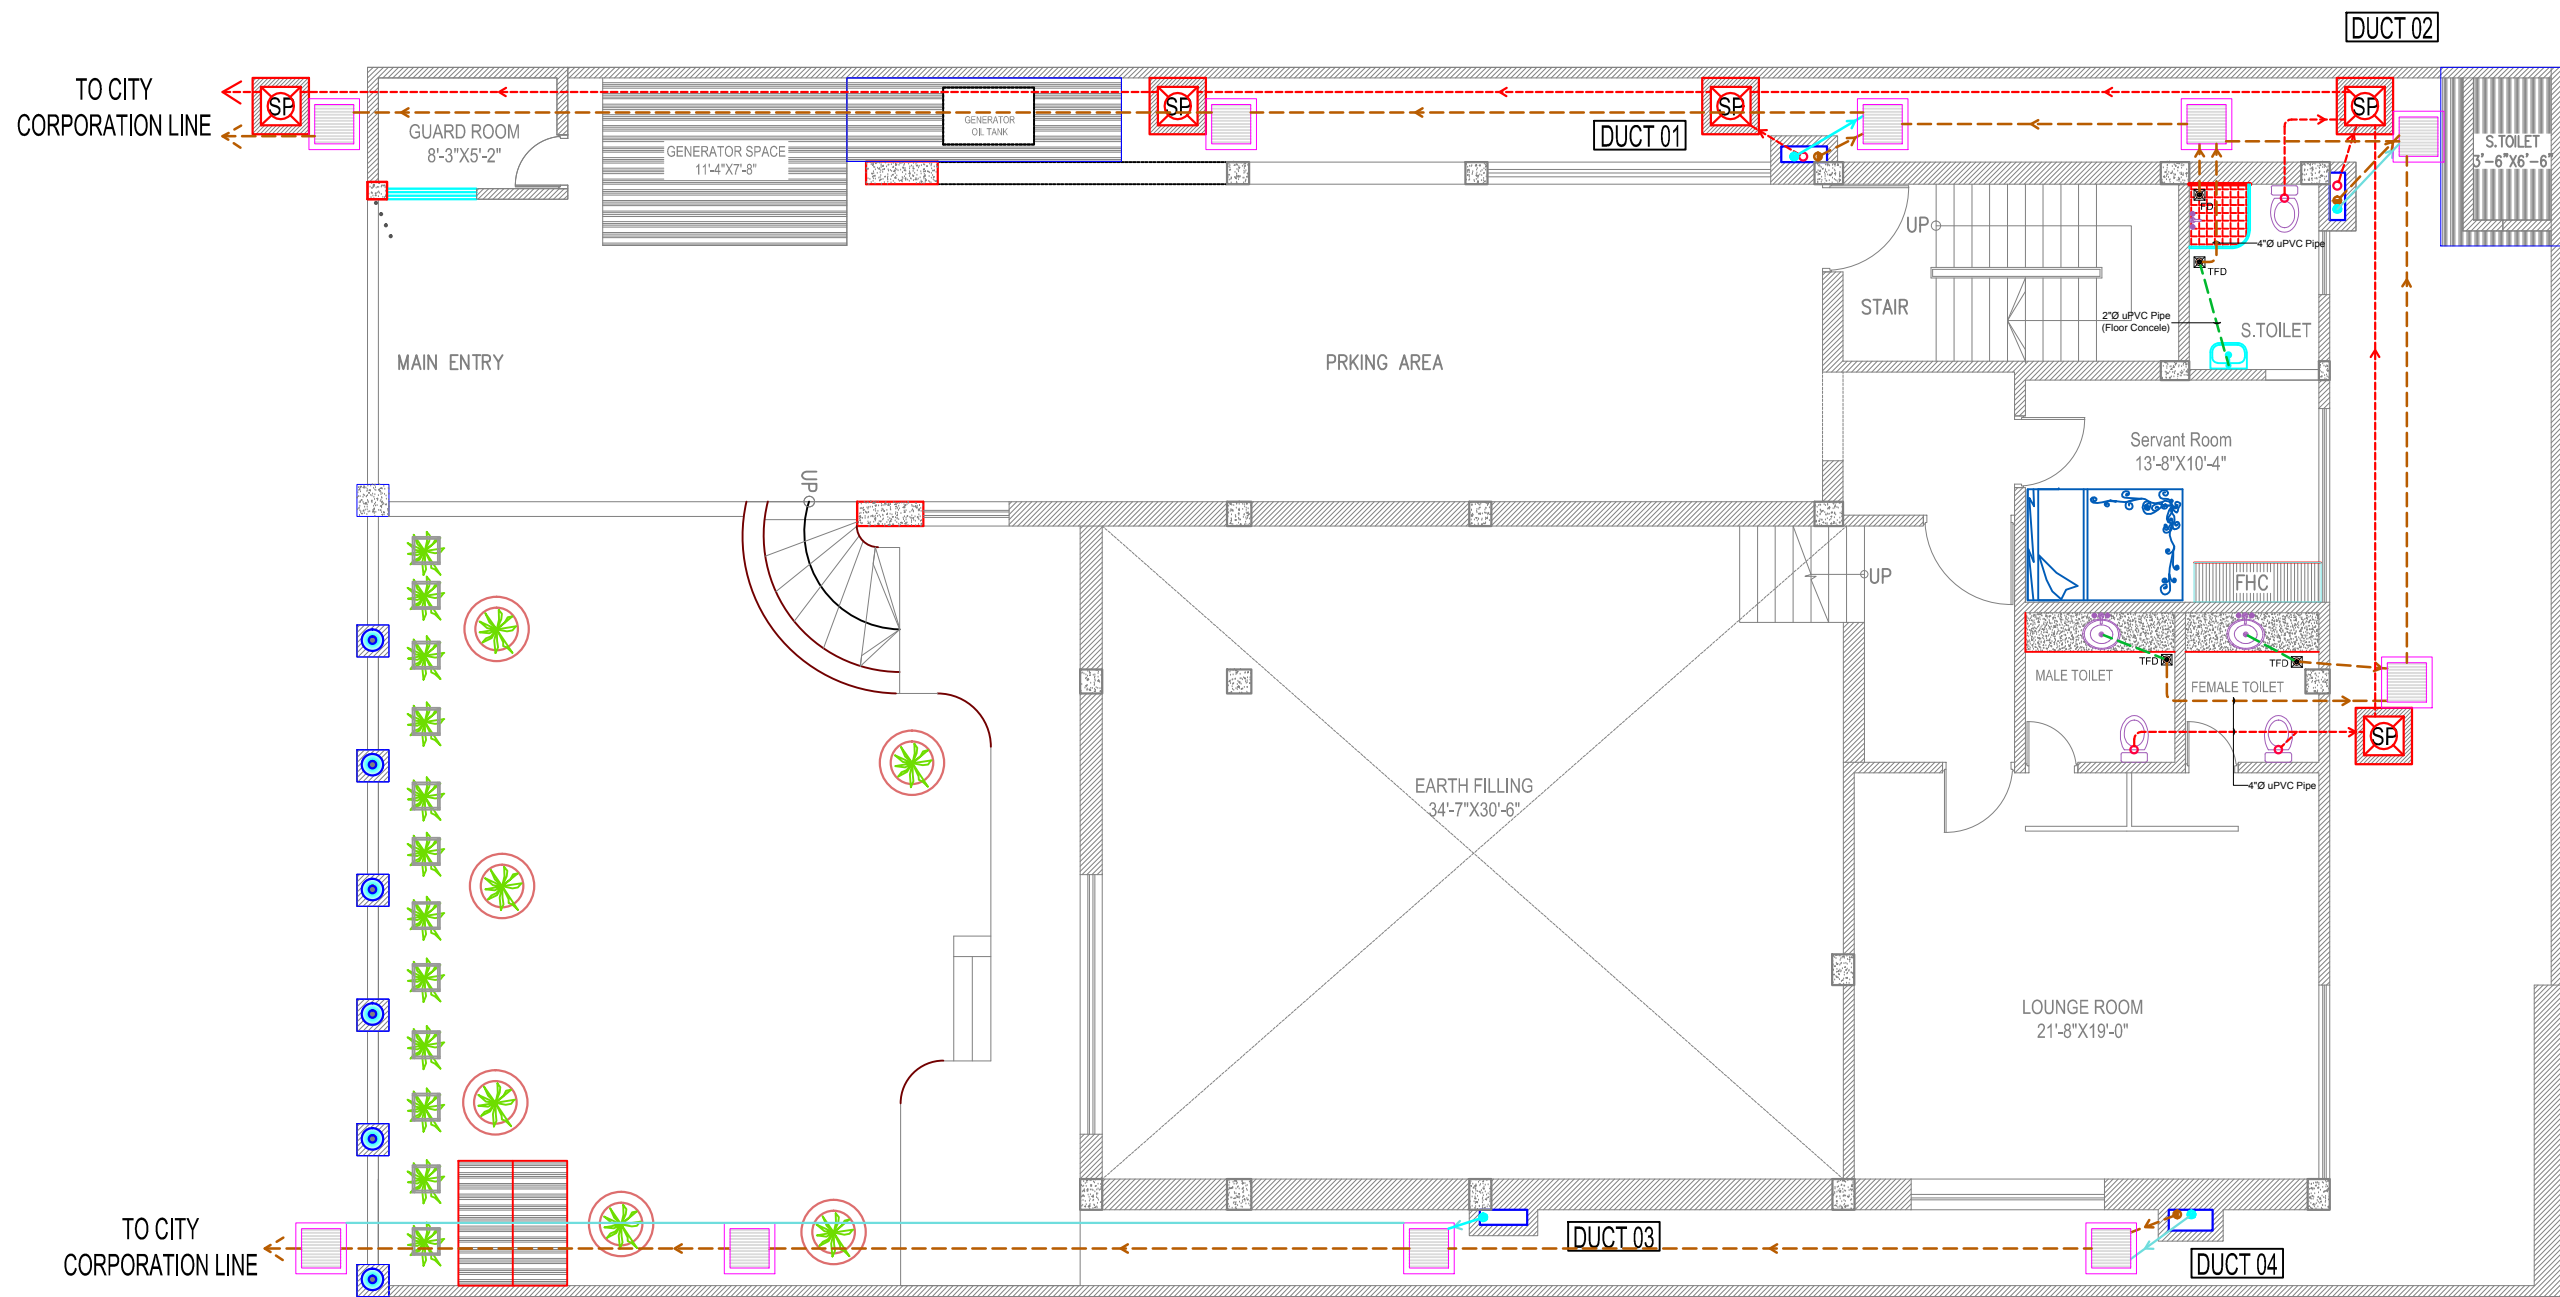 DUCT 02
TO CITY
CORPORATION LINE
SP
SP
SP
SP
GUARD ROOM
8'-3"X5'-2"
GENERATOR
OIL TANK
GENERATOR SPACE
11'-4"X7'-8"
DUCT 01
S.TOILET
3'-6"X6'-6"
FD
UP
4"Ø uPVC Pipe
TFD
STAIR
2"Ø uPVC Pipe
(Floor Concele)
S.TOILET
MAIN ENTRY
PRKING AREA
Servant Room
13'-8"X10'-4"
UP
UP
FHC
TFD
TFD
MALE TOILET
FEMALE TOILET
SP
EARTH FILLING
34'-7"X30'-6"
4"Ø uPVC Pipe
LOUNGE ROOM
21'-8"X19'-0"
TO CITY
CORPORATION LINE
DUCT 03
DUCT 04